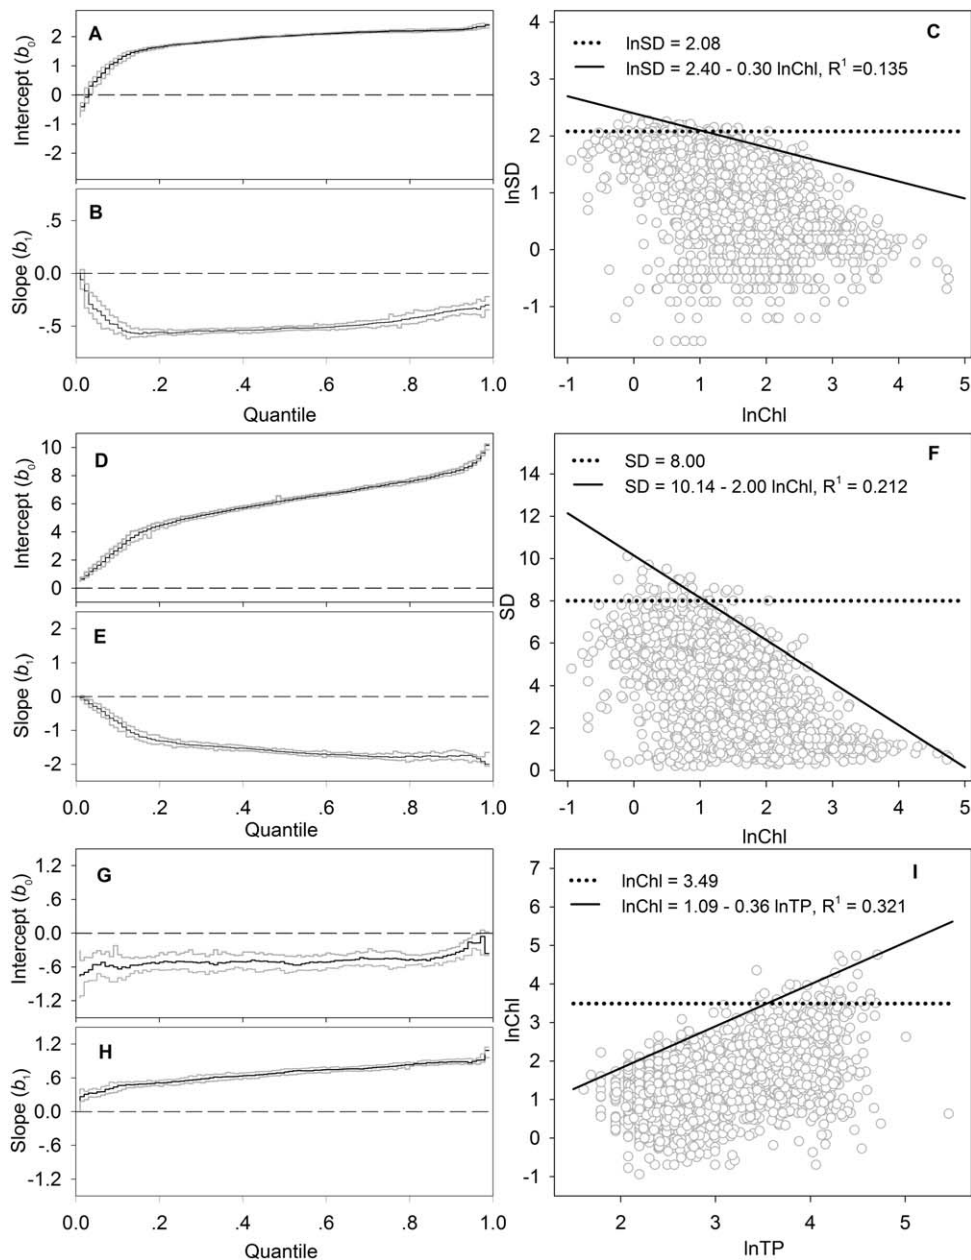 A
Intercept (b0)
2
1
0
-1
2
B
Slope (b1)
.5
0.0
-.5
0.0 .2 .4 .6 .8 1.0
Quantile
C
lnSD = 2.08
lnSD = 2.40 - 0.30 lnChl, R¹ =0.135
lnSD
4
3
2
1
0
-1
-1 0 1 2 3 4 5
lnChl
D
Intercept (b0)
10
8
6
4
2
0
E
Slope (b1)
2
1
0
-1
-2
0.0 .2 .4 .6 .8 1.0
Quantile
F
SD = 8.00
SD = 10.14 - 2.00 lnChl, R¹ = 0.212
SD
14
12
10
8
6
4
2
0
-1 0 1 2 3 4 5
lnChl
G
Intercept (b0)
1.2
.6
0.0
-.6
-1.2
H
Slope (b1)
1.2
.6
0.0
-.6
-1.2
0.0 .2 .4 .6 .8 1.0
Quantile
I
lnChl = 3.49
lnChl = 1.09 - 0.36 lnTP, R¹ = 0.321
lnChl
7
6
5
4
3
2
1
0
-1
2 3 4 5
lnTP